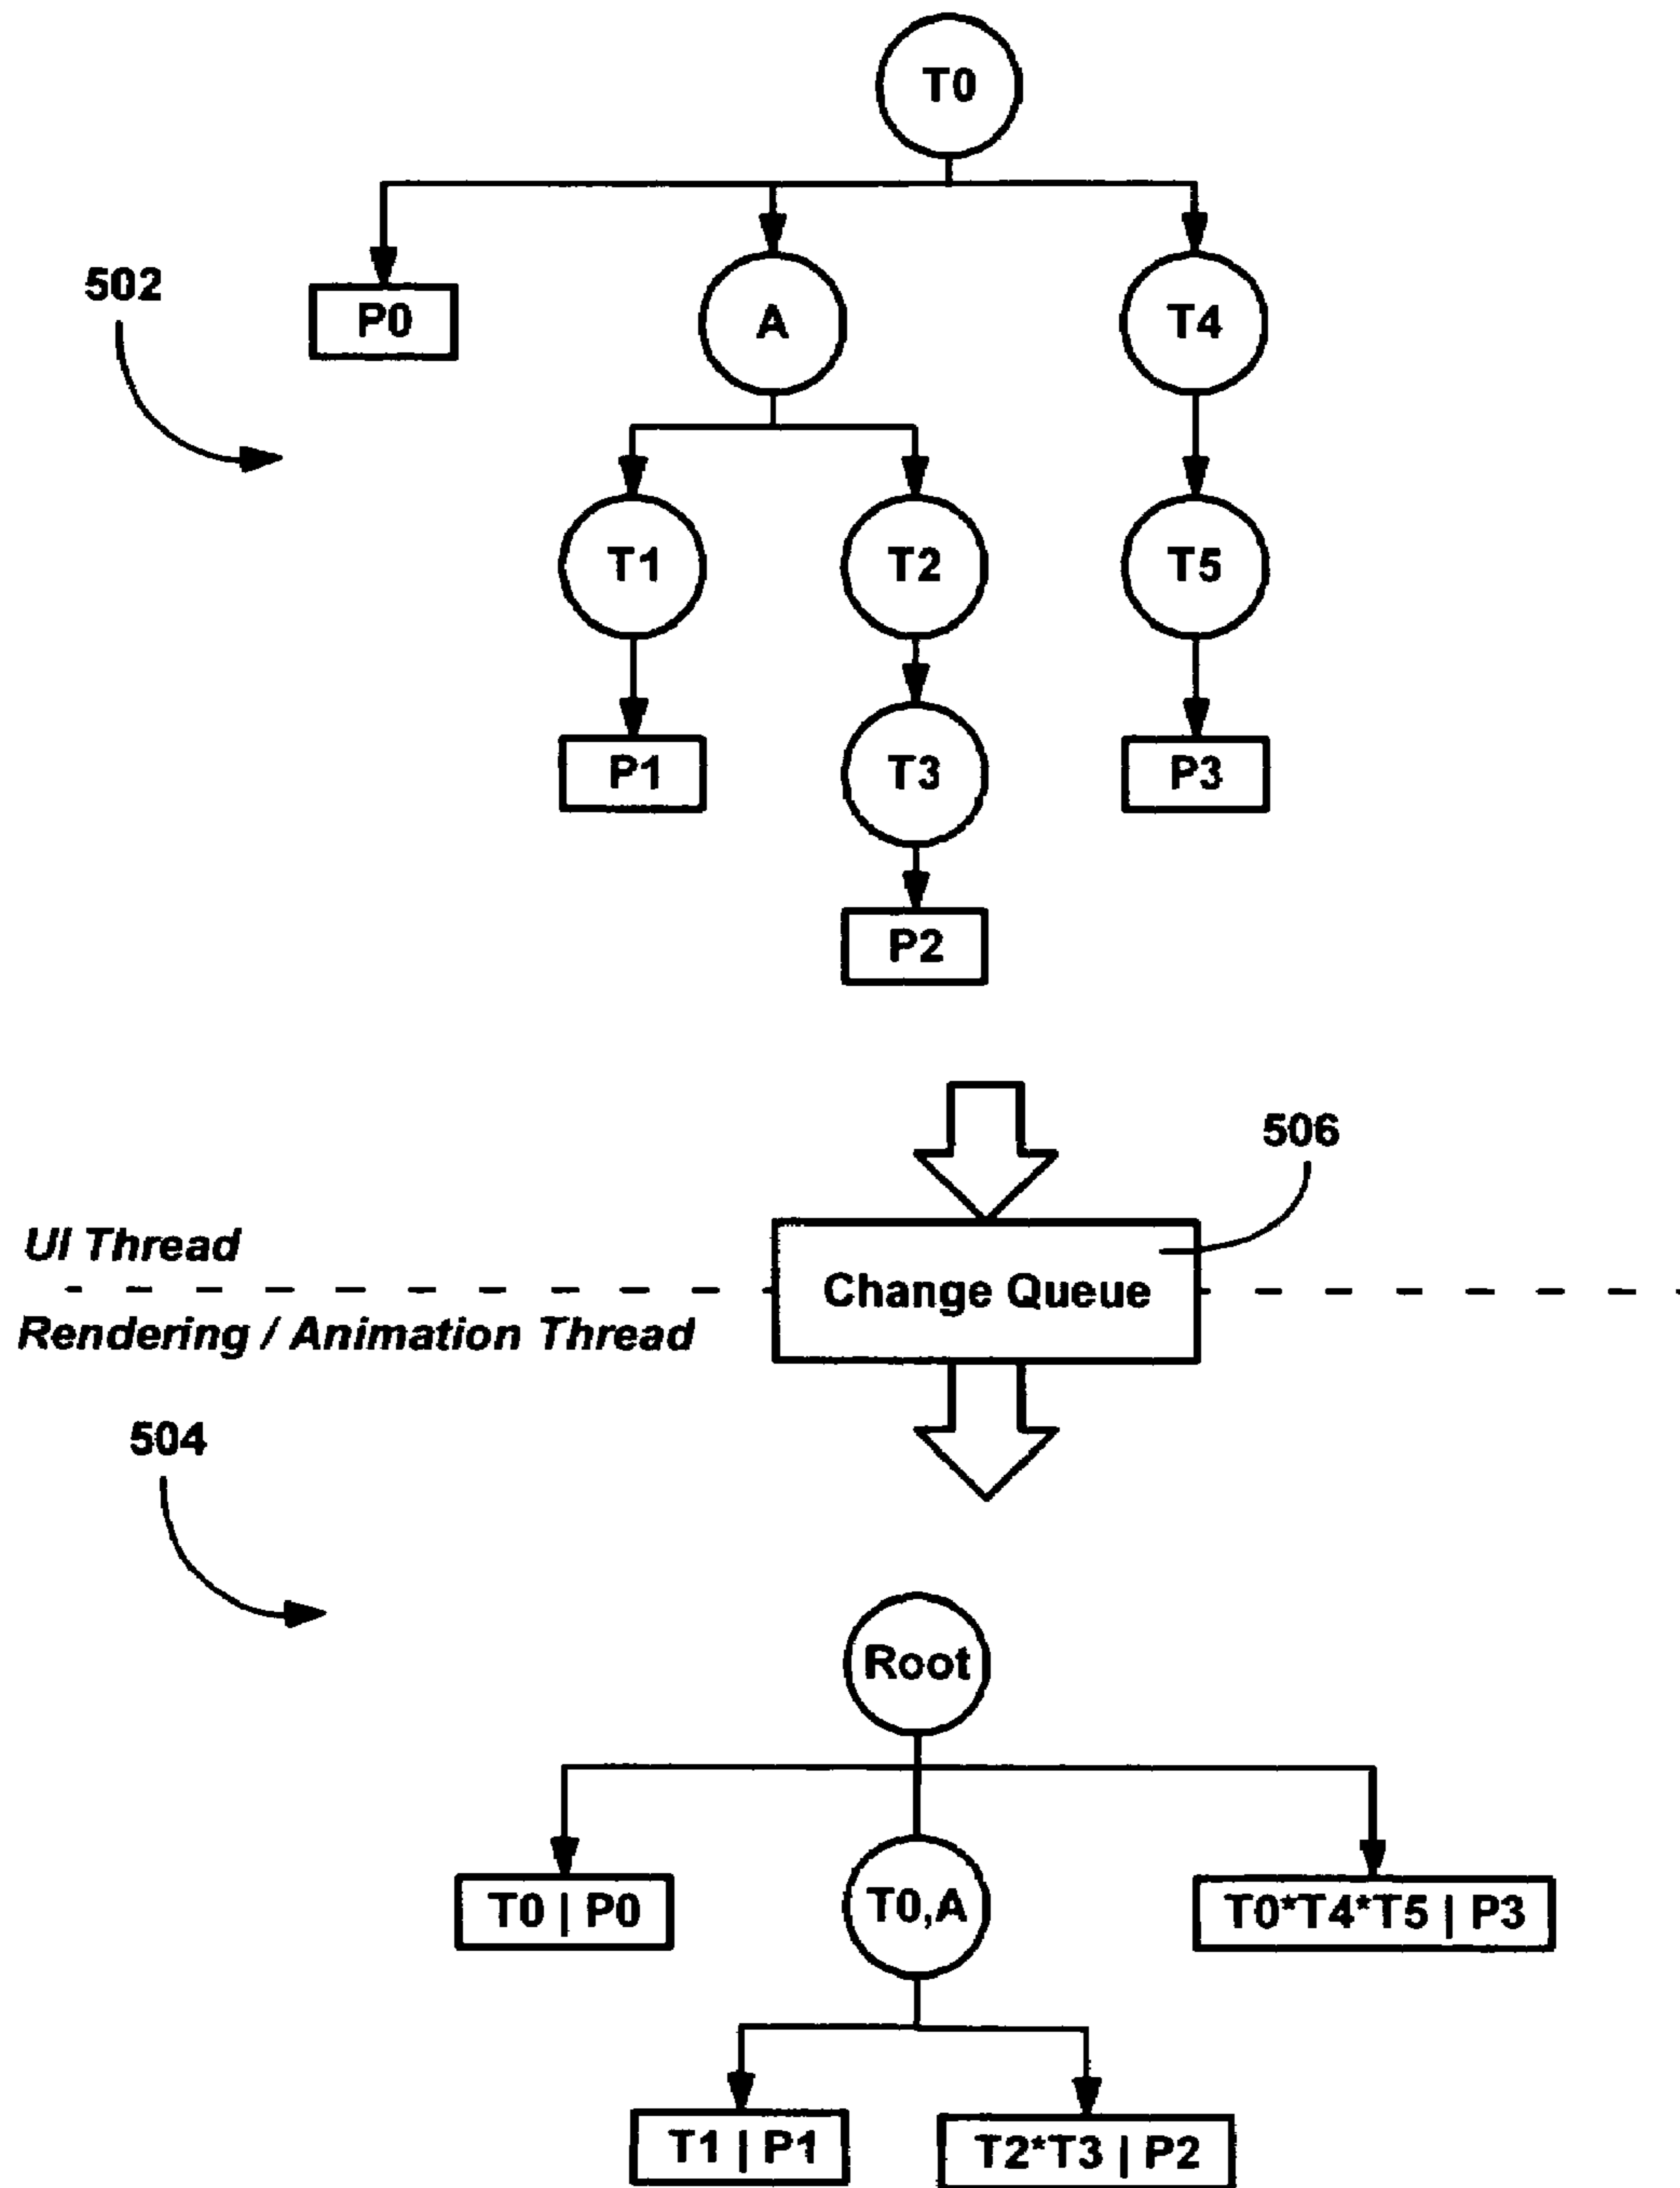 T0
502
P0
A
T4
T1
T2
T5
P1
T3
P3
P2
506
UI Thread
Change Queue
Rendering / Animation Thread
504
Root
T0 | P0
T0,A
T0*T4*T5 | P3
T1 | P1
T2*T3 | P2